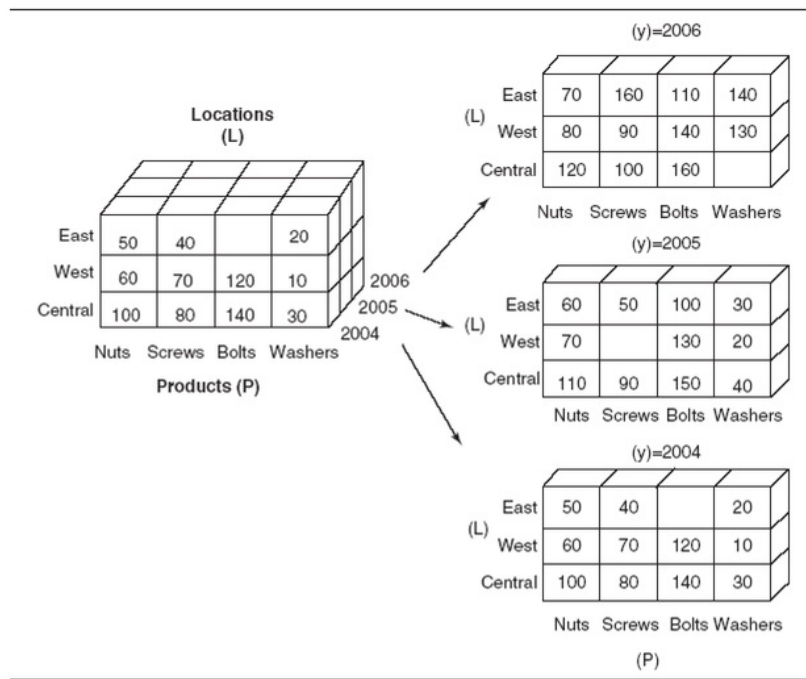 Locations
(L)
East 50 40 20
West 60 70 120 10
Central 100 80 140 30
2006
2005
2004
Nuts Screws Bolts Washers
Products (P)
(y)=2006
(L)
East 70 160 110 140
West 80 90 140 130
Central 120 100 160
Nuts Screws Bolts Washers
(y)=2005
(L)
East 60 50 100 30
West 70 130 20
Central 110 90 150 40
Nuts Screws Bolts Washers
(y)=2004
(L)
East 50 40 20
West 60 70 120 10
Central 100 80 140 30
Nuts Screws Bolts Washers
(P)